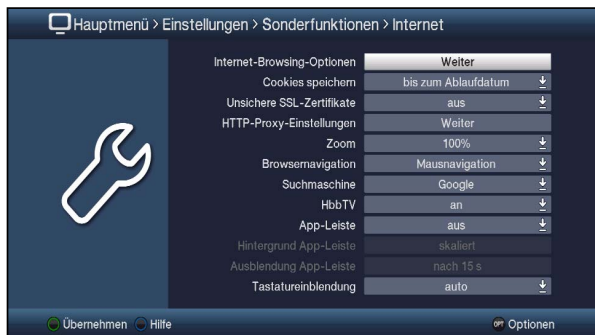 Hauptmenü > Einstellungen > Sonderfunktionen > Internet
Internet-Browsing-Optionen Weiter
Cookies speichern bis zum Ablaufdatum
Unsichere SSL-Zertifikate aus
HTTP-Proxy-Einstellungen Weiter
Zoom 100%
Browsernavigation Mausnavigation
Suchmaschine Google
HbbTV an
App-Leiste aus
Hintergrund App-Leiste skaliert
Ausblendung App-Leiste nach 15 s
Tastatureinblendung auto
Übernehmen Hilfe OPT Optionen